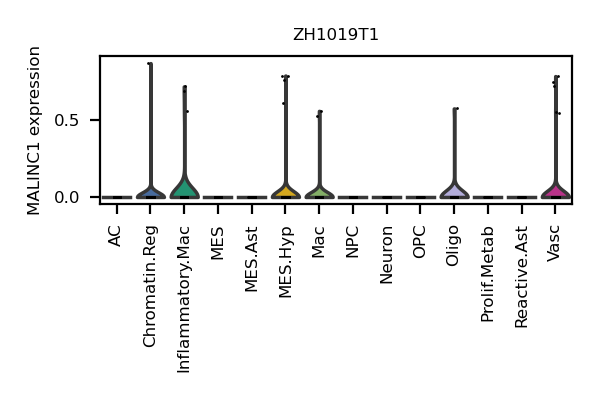 ZH1019T1
MALINC1 expression
0.5
0.0
AC
Chromatin.Reg
Inflammatory.Mac
MES
MES.Ast
MES.Hyp
Mac
NPC
Neuron
OPC
Oligo
Prolif.Metab
Reactive.Ast
Vasc